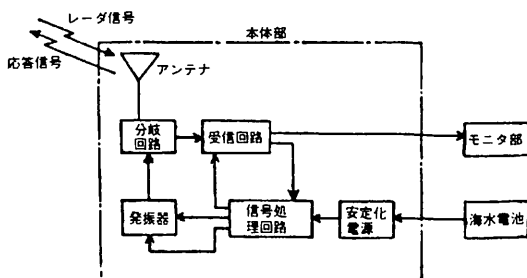 レーダ信号
応答信号
本体部
アンテナ
分岐
回路
受信回路
モニタ部
発振器
信号処
理回路
安定化
電源
海水電池